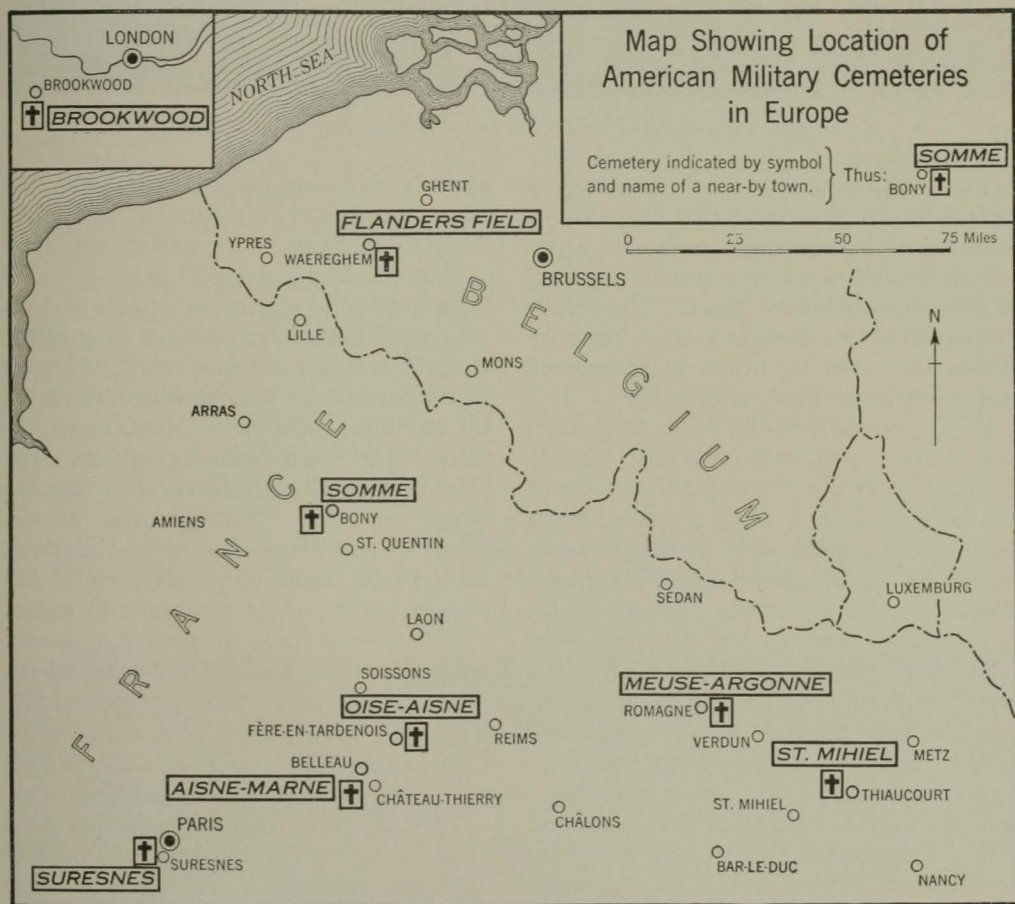 LONDON
BROOKWOOD
BROOKWOOD
NORTH-SEA
Map Showing Location of
American Military Cemeteries
in Europe
Cemetery indicated by symbol
and name of a near-by town.
Thus:
SOMME
BONY
0 25 50 75 Miles
N
GHENT
FLANDERS FIELD
YPRES
WAEREGHEM
BRUSSELS
BELGIUM
LILLE
MONS
ARRAS
FRANCE
SOMME
BONY
AMIENS
ST. QUENTIN
SEDAN
LUXEMBURG
LAON
SOISSONS
OISE-AISNE
FÈRE-EN-TARDENOIS
REIMS
MEUSE-ARGONNE
ROMAGNE
VERDUN
METZ
ST. MIHIEL
THIAUCOURT
BELLEAU
AISNE-MARNE
CHÂTEAU-THIERRY
CHÂLONS
ST. MIHIEL
PARIS
SURESNES
SURESNES
BAR-LE-DUC
NANCY